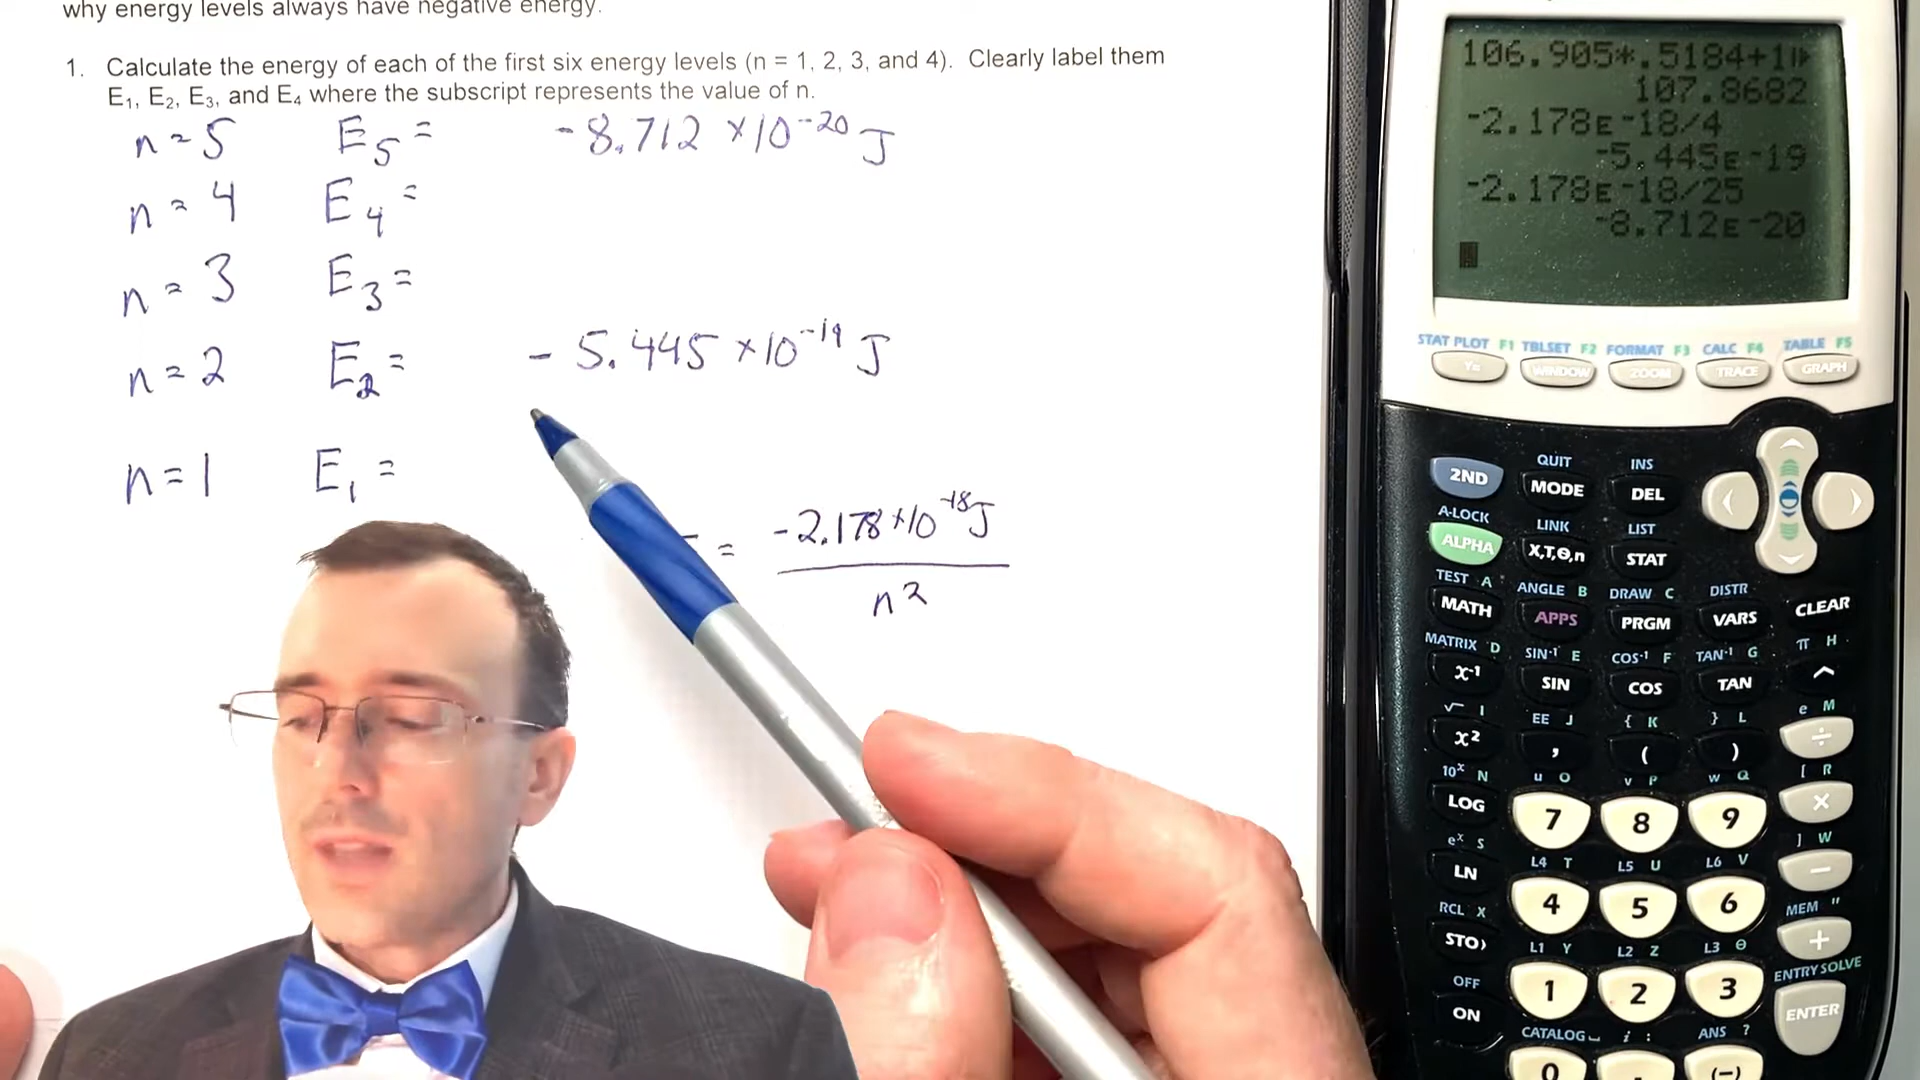 why energy levels always have negative energy.
1. Calculate the energy of each of the first six energy levels (n = 1, 2, 3, and 4). Clearly label them
E₁, E₂, E₃, and E₄ where the subscript represents the value of n.
n=5 E₅= -8.712 ×10⁻²⁰ J
n=4 E₄=
n=3 E₃=
n=2 E₂= -5.445 ×10⁻¹⁹ J
n=1 E₁=
= -2.178×10⁻¹⁸J
n²
106.905*.5184+1
107.8682
-2.178E-18/4
-5.445E-19
-2.178E-18/25
-8.712E-20
STAT PLOT F1 TBLSET F2 FORMAT F3 CALC F4 TABLE F5
Y= WINDOW ZOOM TRACE GRAPH
QUIT INS
2ND MODE DEL
A-LOCK LINK LIST
ALPHA X,T,Θ,n STAT
TEST A ANGLE B DRAW C DISTR
MATH APPS PRGM VARS CLEAR
MATRIX D SIN⁻¹ E COS⁻¹ F TAN⁻¹ G π H
x⁻¹ SIN COS TAN ^
√ I EE J { K } L e M
x² , ( ) ÷
10ˣ N u O v P w Q [ R
LOG 7 8 9 ×
eˣ S L4 T L5 U L6 V ] W
LN 4 5 6 −
RCL X L1 Y L2 Z L3 Θ MEM "
STO› 1 2 3 +
OFF CATALOG i : ANS ? ENTRY SOLVE
ON 0 . (−) ENTER